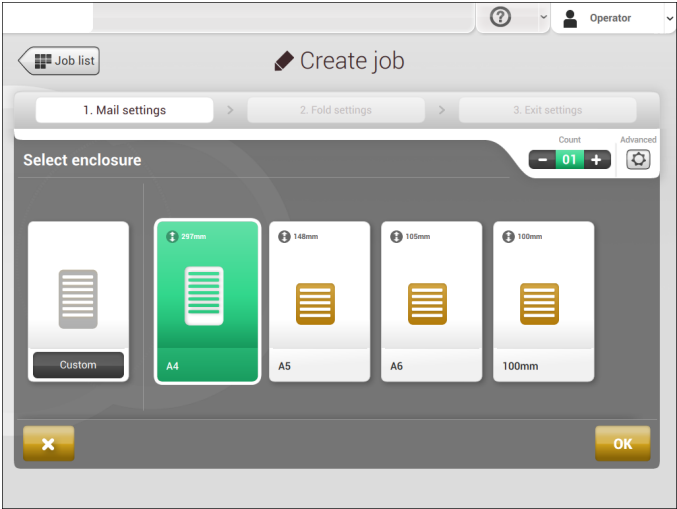 Operator
Job list
Create job
1. Mail settings > 2. Fold settings > 3. Exit settings
Select enclosure
Count
01
Advanced
297mm
148mm
105mm
100mm
Custom
A4
A5
A6
100mm
OK